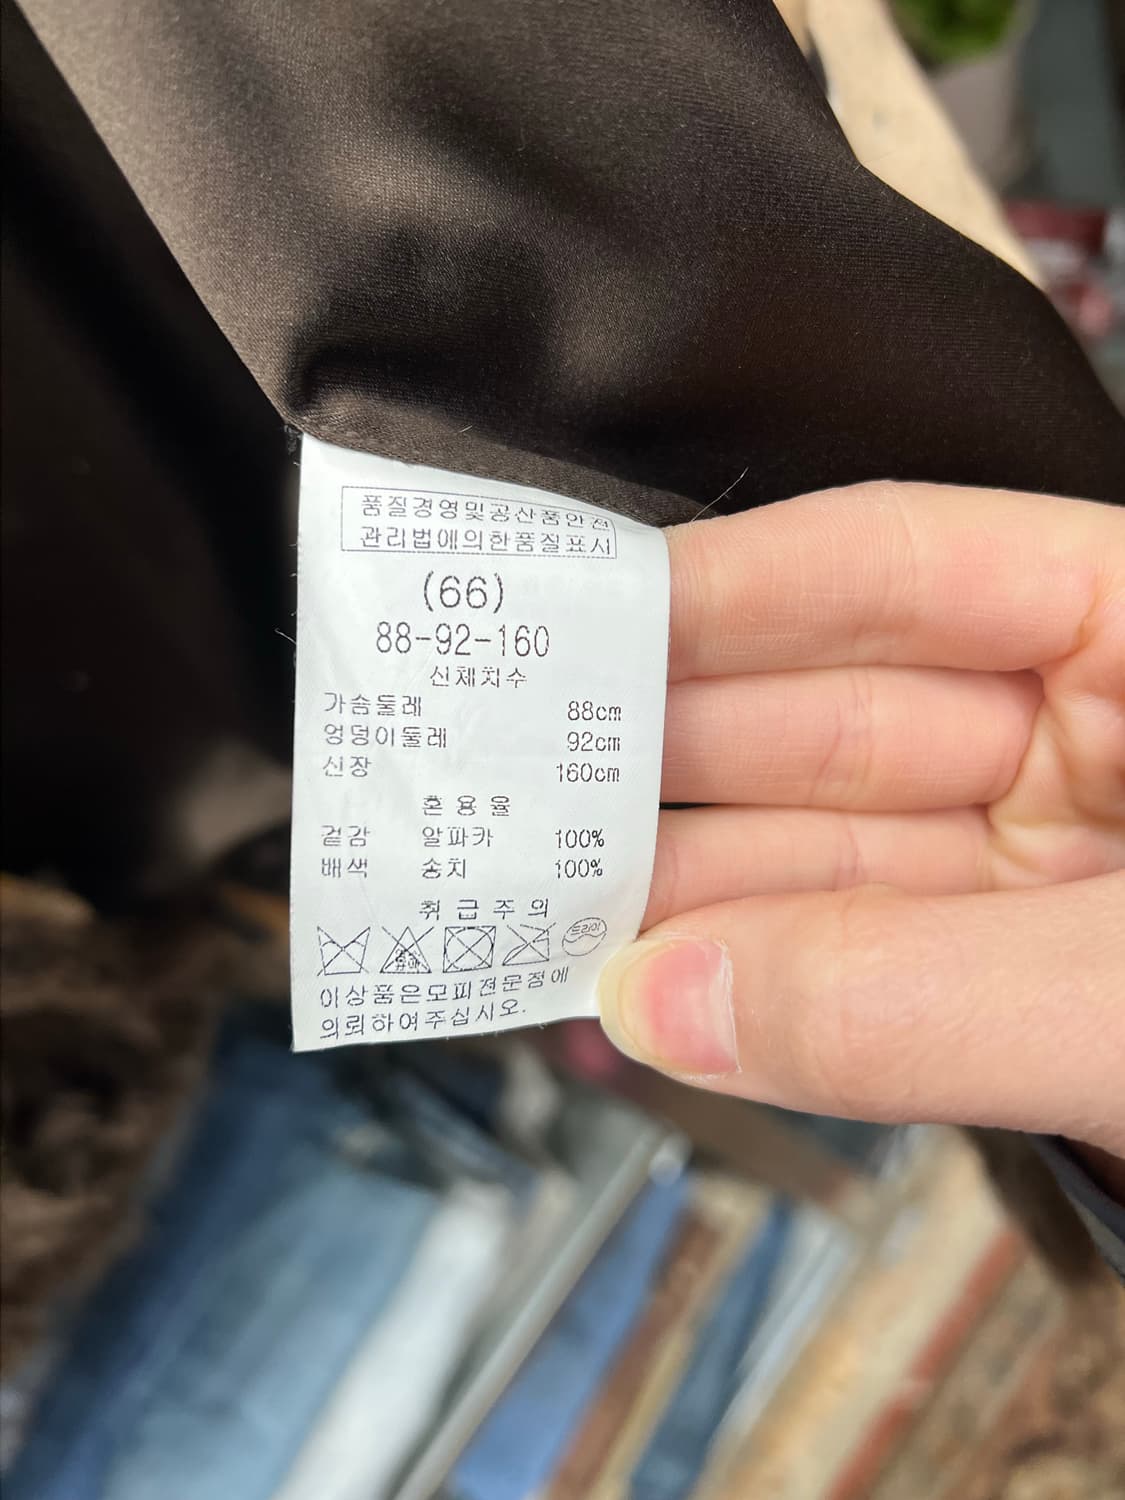 품질경영및공산품안전
관리법에의한품질표시
(66)
88-92-160
신체치수
가슴둘레 88cm
엉덩이둘레 92cm
신장 160cm
혼 용 율
겉감 알파카 100%
배색 송치 100%
취 급 주 의
드라이
이상품은모피전문점에
의뢰하여주십시오.